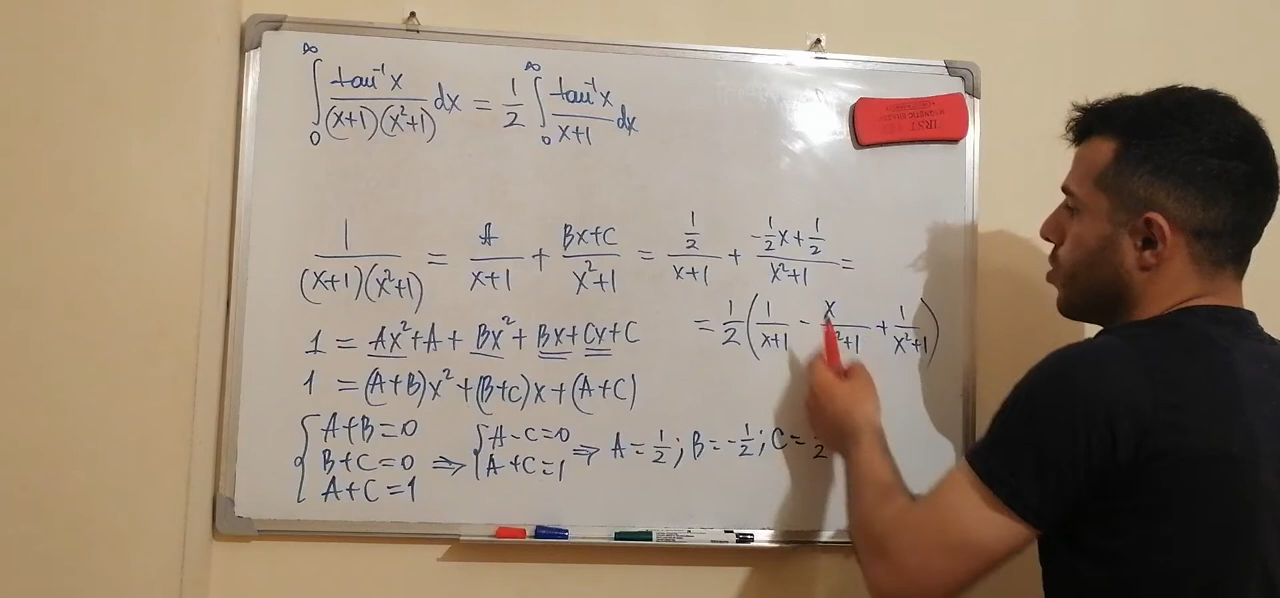 ∫₀^∞ tan⁻¹x / (x+1)(x²+1) dx = 1/2 ∫₀^∞ tan⁻¹x / x+1 dx
1 / (x+1)(x²+1) = A / x+1 + Bx+C / x²+1 = 1/2 / x+1 + -1/2x+1/2 / x²+1 =
= 1/2 (1 / x+1 - x / x²+1 + 1 / x²+1)
1 = Ax²+A+Bx²+Bx+Cx+C
1 = (A+B)x²+(B+C)x+(A+C)
{ A+B=0
B+C=0
A+C=1
⇒ { A-C=0
A+C=1
⇒ A=1/2; B=-1/2; C=1/2